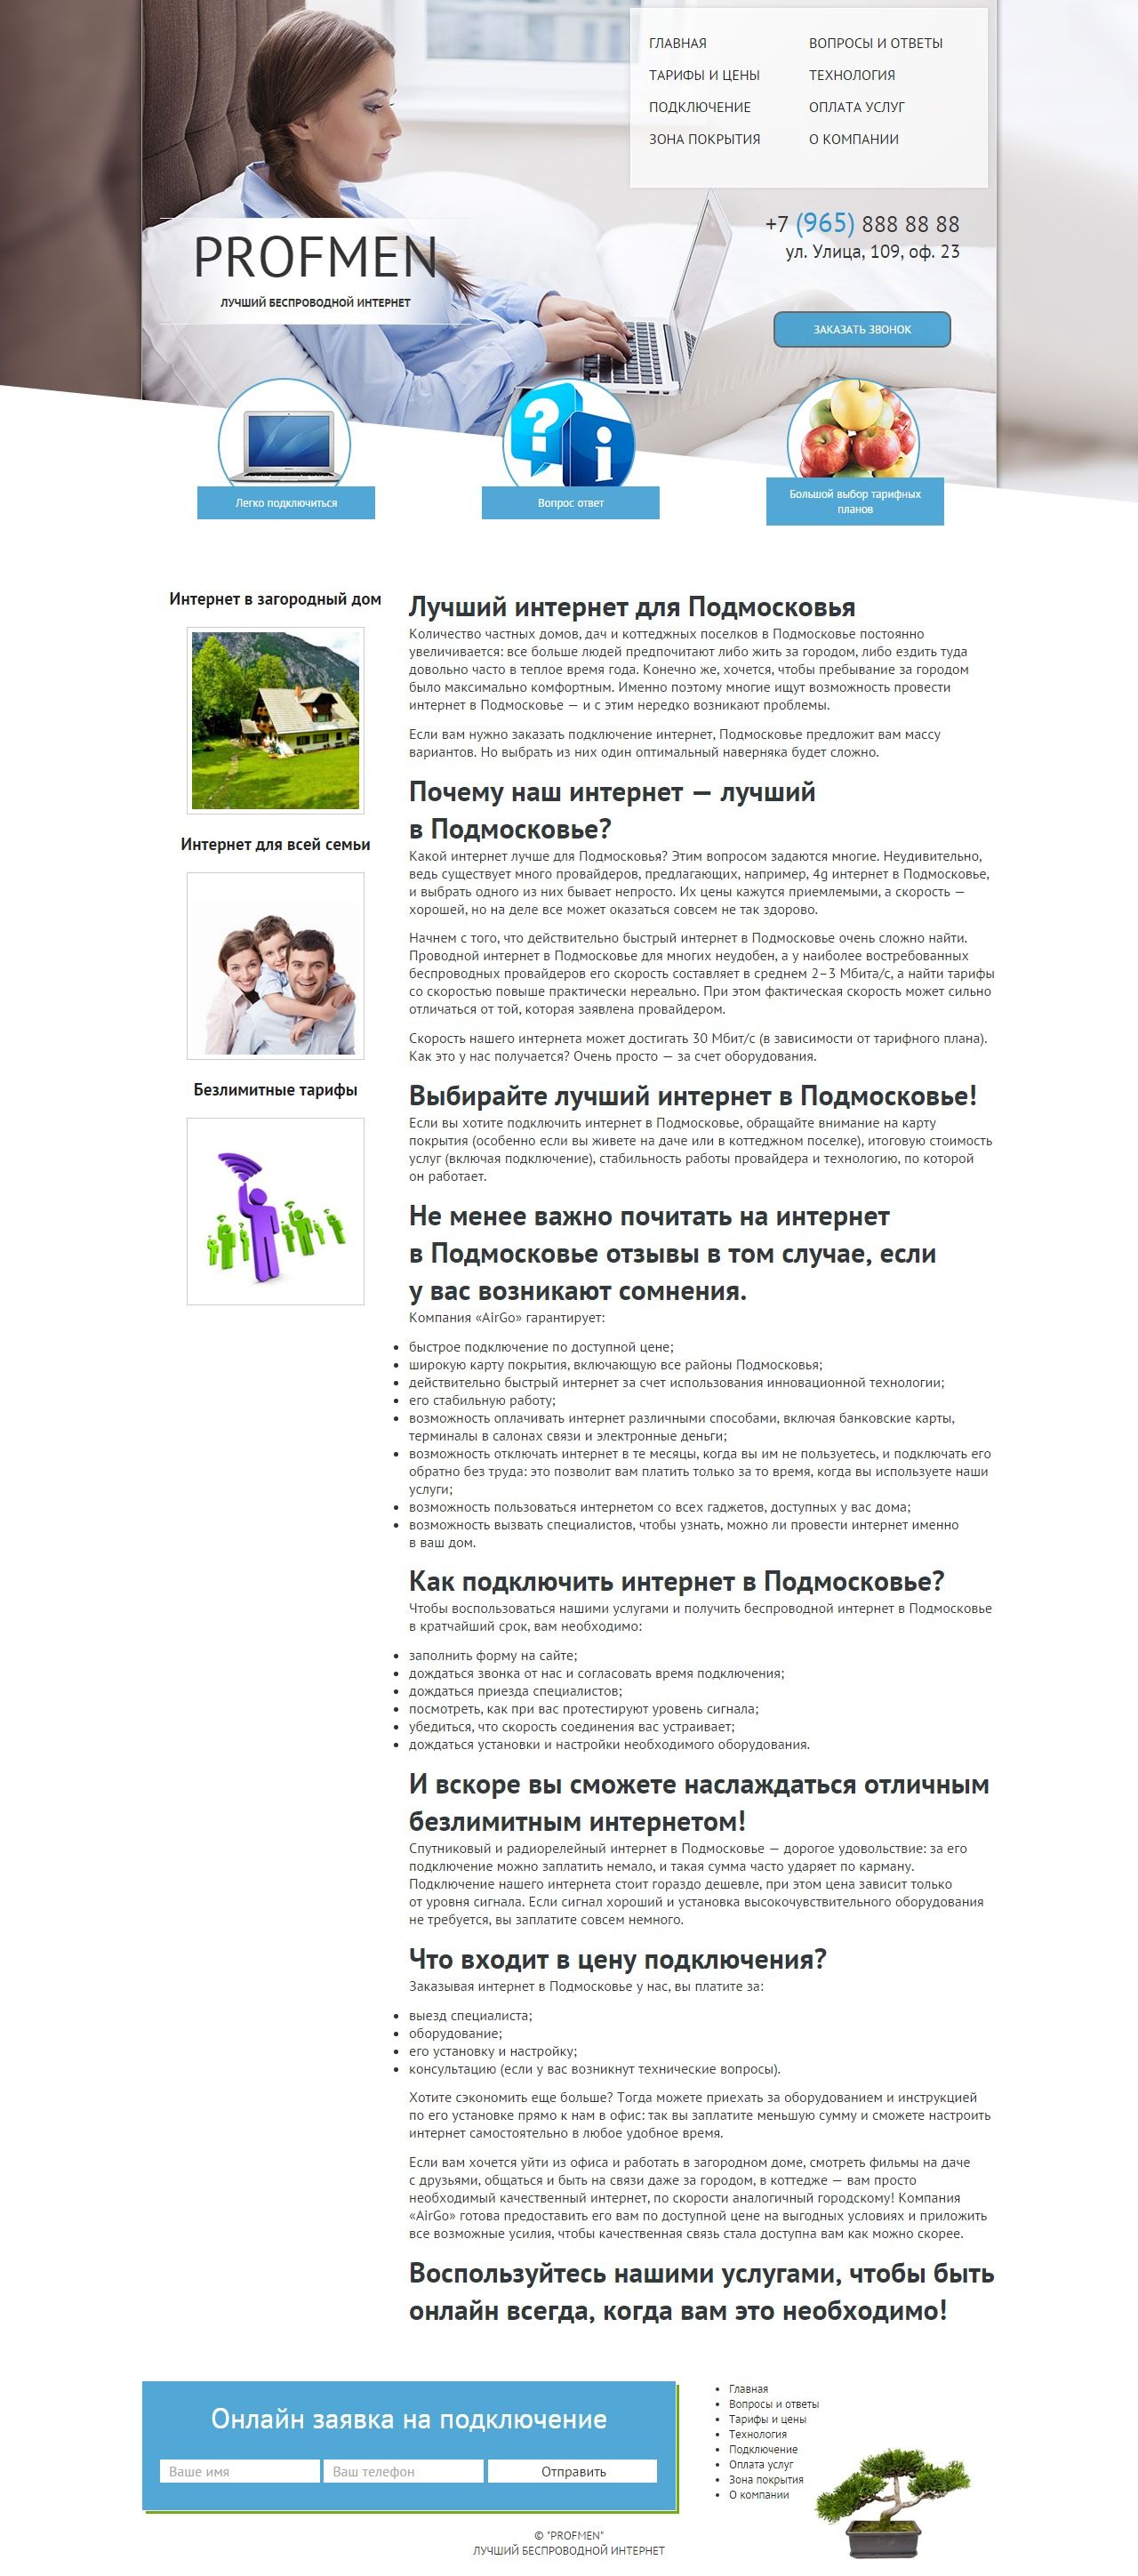 ГЛАВНАЯ
ВОПРОСЫ И ОТВЕТЫ
ТАРИФЫ И ЦЕНЫ
ТЕХНОЛОГИЯ
ПОДКЛЮЧЕНИЕ
ОПЛАТА УСЛУГ
ЗОНА ПОКРЫТИЯ
О КОМПАНИИ
+7 (965) 888 88 88
ул. Улица, 109, оф. 23
PROFMEN
ЛУЧШИЙ БЕСПРОВОДНОЙ ИНТЕРНЕТ
ЗАКАЗАТЬ ЗВОНОК
Легко подключиться
Вопрос ответ
Большой выбор тарифных
планов
Интернет в загородный дом
Интернет для всей семьи
Безлимитные тарифы
Лучший интернет для Подмосковья
Количество частных домов, дач и коттеджных поселков в Подмосковье постоянно
увеличивается: все больше людей предпочитают либо жить за городом, либо ездить туда
довольно часто в теплое время года. Конечно же, хочется, чтобы пребывание за городом
было максимально комфортным. Именно поэтому многие ищут возможность провести
интернет в Подмосковье — и с этим нередко возникают проблемы.
Если вам нужно заказать подключение интернет, Подмосковье предложит вам массу
вариантов. Но выбрать из них один оптимальный наверняка будет сложно.
Почему наш интернет — лучший
в Подмосковье?
Какой интернет лучше для Подмосковья? Этим вопросом задаются многие. Неудивительно,
ведь существует много провайдеров, предлагающих, например, 4g интернет в Подмосковье,
и выбрать одного из них бывает непросто. Их цены кажутся приемлемыми, а скорость —
хорошей, но на деле все может оказаться совсем не так здорово.
Начнем с того, что действительно быстрый интернет в Подмосковье очень сложно найти.
Проводной интернет в Подмосковье для многих неудобен, а у наиболее востребованных
беспроводных провайдеров его скорость составляет в среднем 2–3 Мбита/с, а найти тарифы
со скоростью повыше практически нереально. При этом фактическая скорость может сильно
отличаться от той, которая заявлена провайдером.
Скорость нашего интернета может достигать 30 Мбит/с (в зависимости от тарифного плана).
Как это у нас получается? Очень просто — за счет оборудования.
Выбирайте лучший интернет в Подмосковье!
Если вы хотите подключить интернет в Подмосковье, обращайте внимание на карту
покрытия (особенно если вы живете на даче или в коттеджном поселке), итоговую стоимость
услуг (включая подключение), стабильность работы провайдера и технологию, по которой
он работает.
Не менее важно почитать на интернет
в Подмосковье отзывы в том случае, если
у вас возникают сомнения.
Компания «AirGo» гарантирует:
• быстрое подключение по доступной цене;
• широкую карту покрытия, включающую все районы Подмосковья;
• действительно быстрый интернет за счет использования инновационной технологии;
• его стабильную работу;
• возможность оплачивать интернет различными способами, включая банковские карты,
терминалы в салонах связи и электронные деньги;
• возможность отключать интернет в те месяцы, когда вы им не пользуетесь, и подключать его
обратно без труда: это позволит вам платить только за то время, когда вы используете наши
услуги;
• возможность пользоваться интернетом со всех гаджетов, доступных у вас дома;
• возможность вызвать специалистов, чтобы узнать, можно ли провести интернет именно
в ваш дом.
Как подключить интернет в Подмосковье?
Чтобы воспользоваться нашими услугами и получить беспроводной интернет в Подмосковье
в кратчайший срок, вам необходимо:
• заполнить форму на сайте;
• дождаться звонка от нас и согласовать время подключения;
• дождаться приезда специалистов;
• посмотреть, как при вас протестируют уровень сигнала;
• убедиться, что скорость соединения вас устраивает;
• дождаться установки и настройки необходимого оборудования.
И вскоре вы сможете наслаждаться отличным
безлимитным интернетом!
Спутниковый и радиорелейный интернет в Подмосковье — дорогое удовольствие: за его
подключение можно заплатить немало, и такая сумма часто ударяет по карману.
Подключение нашего интернета стоит гораздо дешевле, при этом цена зависит только
от уровня сигнала. Если сигнал хороший и установка высокочувствительного оборудования
не требуется, вы заплатите совсем немного.
Что входит в цену подключения?
Заказывая интернет в Подмосковье у нас, вы платите за:
• выезд специалиста;
• оборудование;
• его установку и настройку;
• консультацию (если у вас возникнут технические вопросы).
Хотите сэкономить еще больше? Тогда можете приехать за оборудованием и инструкцией
по его установке прямо к нам в офис: так вы заплатите меньшую сумму и сможете настроить
интернет самостоятельно в любое удобное время.
Если вам хочется уйти из офиса и работать в загородном доме, смотреть фильмы на даче
с друзьями, общаться и быть на связи даже за городом, в коттедже — вам просто
необходимый качественный интернет, по скорости аналогичный городскому! Компания
«AirGo» готова предоставить его вам по доступной цене на выгодных условиях и приложить
все возможные усилия, чтобы качественная связь стала доступна вам как можно скорее.
Воспользуйтесь нашими услугами, чтобы быть
онлайн всегда, когда вам это необходимо!
Онлайн заявка на подключение
Ваше имя
Ваш телефон
Отправить
• Главная
• Вопросы и ответы
• Тарифы и цены
• Технология
• Подключение
• Оплата услуг
• Зона покрытия
• О компании
© "PROFMEN"
ЛУЧШИЙ БЕСПРОВОДНОЙ ИНТЕРНЕТ